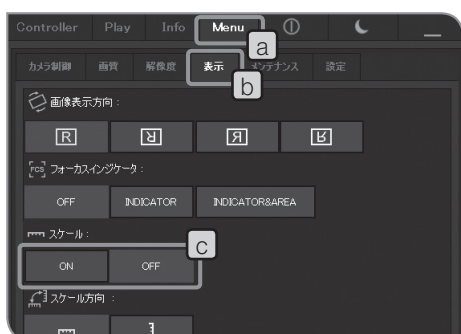 Controller Play Info Menu
a
カメラ制御 画質 解像度 表示 メンテナンス 設定
b
画像表示方向 :
R R R R
FCS フォーカスインジケータ :
OFF INDICATOR INDICATOR&AREA
スケール :
c
ON OFF
スケール方向 :